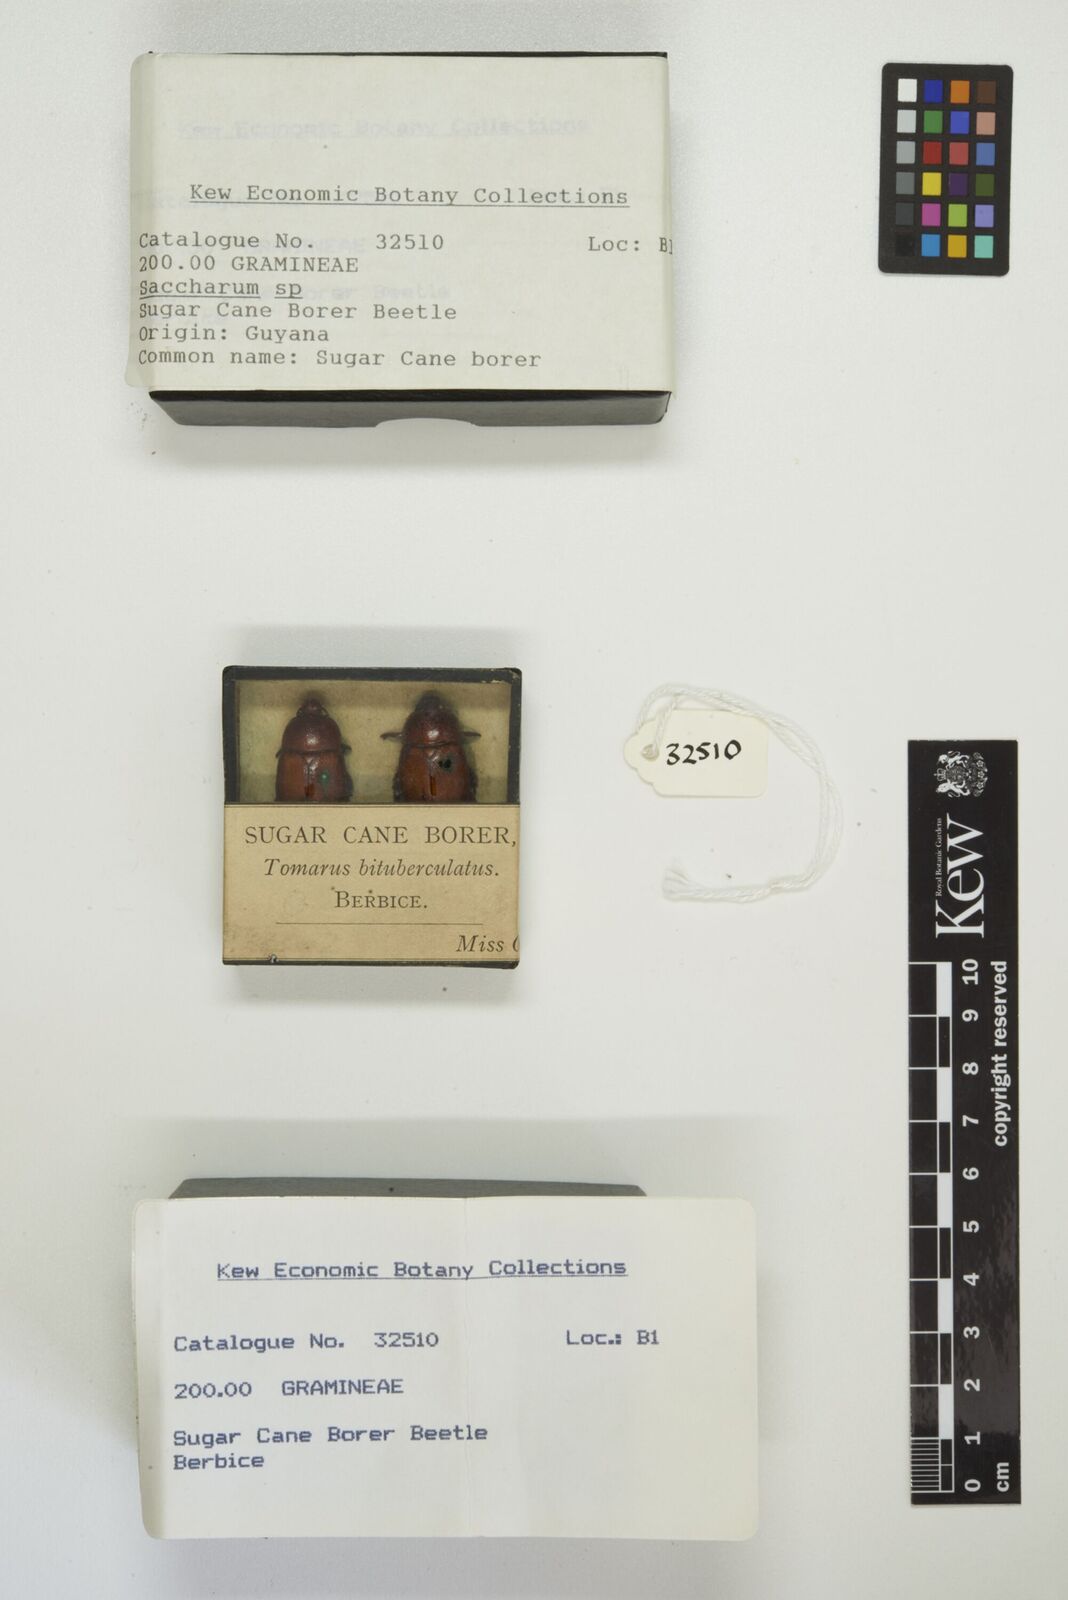 Kew Economic Botany Collections
Catalogue No. 32510 Loc: B1
200.00 GRAMINEAE
Saccharum sp
Sugar Cane Borer Beetle
Origin: Guyana
Common name: Sugar Cane borer
SUGAR CANE BORER,
Tomarus bituberculatus.
BERBICE.
Miss
32510
Royal Botanic Gardens
Kew
copyright reserved
10 9 8 7 6 5 4 3 2 1 0
cm
Kew Economic Botany Collections
Catalogue No. 32510 Loc.: B1
200.00 GRAMINEAE
Sugar Cane Borer Beetle
Berbice